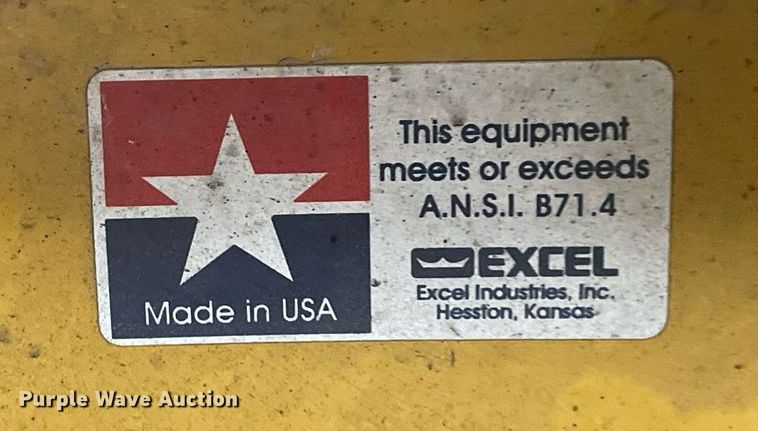 This equipment
meets or exceeds
A.N.S.I. B71.4
EXCEL
Excel Industries, Inc.
Hesston, Kansas
Made in USA
Purple Wave Auction